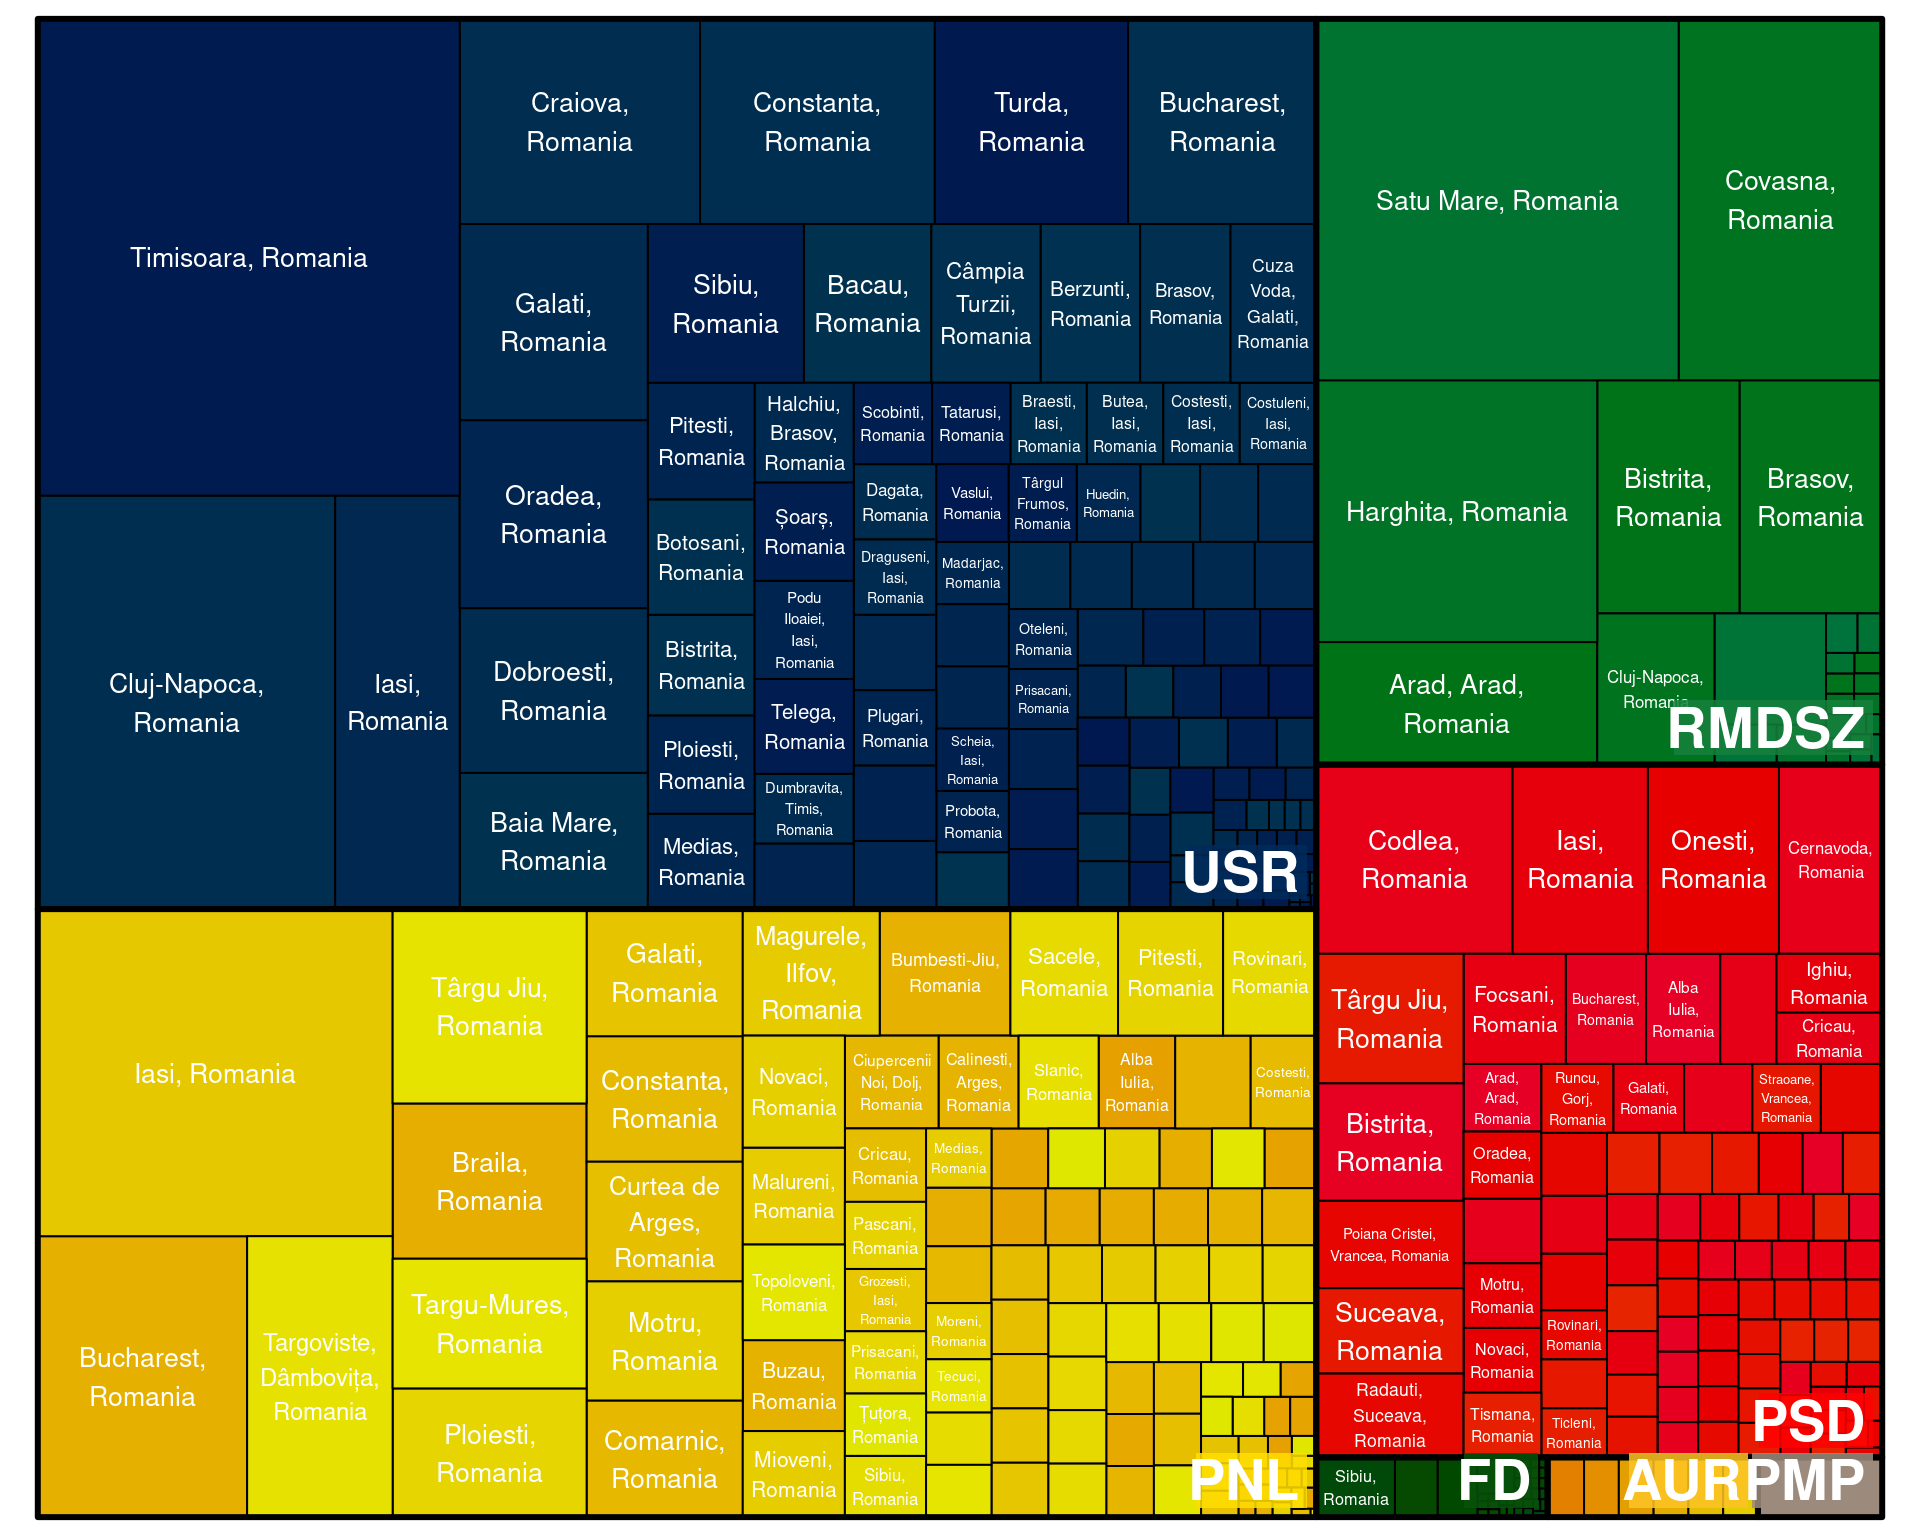 Timisoara, Romania
Cluj-Napoca,
Romania
Iasi,
Romania
Craiova,
Romania
Constanta,
Romania
Turda,
Romania
Bucharest,
Romania
Galati,
Romania
Oradea,
Romania
Dobroesti,
Romania
Baia Mare,
Romania
Sibiu,
Romania
Bacau,
Romania
Câmpia
Turzii,
Romania
Berzunti,
Romania
Brasov,
Romania
Cuza
Voda,
Galati,
Romania
Pitesti,
Romania
Botosani,
Romania
Bistrita,
Romania
Ploiesti,
Romania
Medias,
Romania
Halchiu,
Brasov,
Romania
Șoarș,
Romania
Podu
Iloaiei,
Iasi,
Romania
Telega,
Romania
Dumbravita,
Timis,
Romania
Scobinti,
Romania
Tatarusi,
Romania
Braesti,
Iasi,
Romania
Butea,
Iasi,
Romania
Costesti,
Iasi,
Romania
Costuleni,
Iasi,
Romania
Dagata,
Romania
Draguseni,
Iasi,
Romania
Plugari,
Romania
Vaslui,
Romania
Târgul
Frumos,
Romania
Huedin,
Romania
Madarjac,
Romania
Oteleni,
Romania
Prisacani,
Romania
Scheia,
Iasi,
Romania
Probota,
Romania
USR
Satu Mare, Romania
Covasna,
Romania
Harghita, Romania
Bistrita,
Romania
Brasov,
Romania
Arad, Arad,
Romania
Cluj-Napoca,
Romania
RMDSZ
Iasi, Romania
Bucharest,
Romania
Targoviste,
Dâmbovița,
Romania
Târgu Jiu,
Romania
Braila,
Romania
Targu-Mures,
Romania
Ploiesti,
Romania
Galati,
Romania
Constanta,
Romania
Curtea de
Arges,
Romania
Motru,
Romania
Comarnic,
Romania
Magurele,
Ilfov,
Romania
Bumbesti-Jiu,
Romania
Sacele,
Romania
Pitesti,
Romania
Rovinari,
Romania
Novaci,
Romania
Malureni,
Romania
Topoloveni,
Romania
Buzau,
Romania
Mioveni,
Romania
Ciupercenii
Noi, Dolj,
Romania
Calinesti,
Arges,
Romania
Slanic,
Romania
Alba
Iulia,
Romania
Costesti,
Romania
Cricau,
Romania
Pascani,
Romania
Grozesti,
Iasi,
Romania
Prisacani,
Romania
Țuțora,
Romania
Sibiu,
Romania
Medias,
Romania
Moreni,
Romania
Tecuci,
Romania
PNL
Codlea,
Romania
Iasi,
Romania
Onesti,
Romania
Cernavoda,
Romania
Târgu Jiu,
Romania
Bistrita,
Romania
Poiana Cristei,
Vrancea, Romania
Suceava,
Romania
Radauti,
Suceava,
Romania
Focsani,
Romania
Bucharest,
Romania
Alba
Iulia,
Romania
Ighiu,
Romania
Cricau,
Romania
Arad,
Arad,
Romania
Runcu,
Gorj,
Romania
Galati,
Romania
Straoane,
Vrancea,
Romania
Oradea,
Romania
Motru,
Romania
Novaci,
Romania
Tismana,
Romania
Rovinari,
Romania
Ticleni,
Romania
PSD
Sibiu,
Romania
FD
AUR
PMP